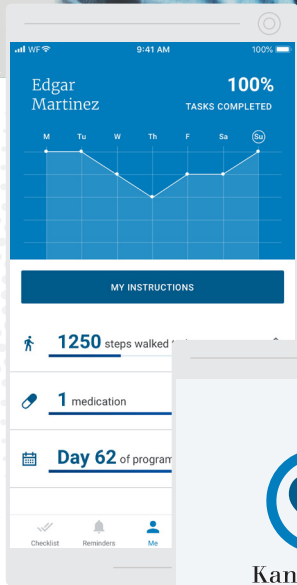 WF 9:41 AM 100%
Edgar
Martinez
100%
TASKS COMPLETED
M Tu W Th F Sa Su
MY INSTRUCTIONS
1250 steps walked
1 medication
Day 62 of program
Checklist Reminders Me